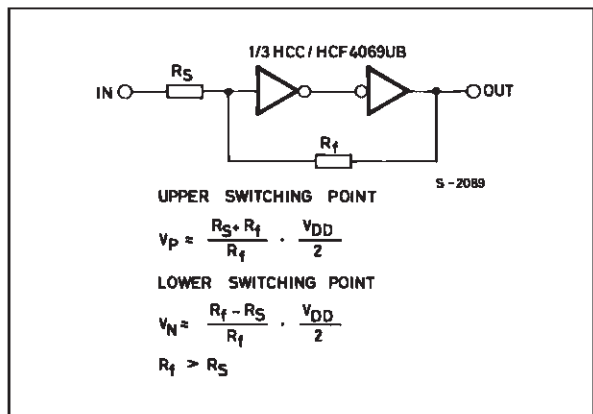 1/3 HCC / HCF4069UB
RS
IN
OUT
Rf
S-2089
UPPER SWITCHING POINT
VP = (RS + Rf) / Rf · VDD / 2
LOWER SWITCHING POINT
VN = (Rf - RS) / Rf · VDD / 2
Rf > RS